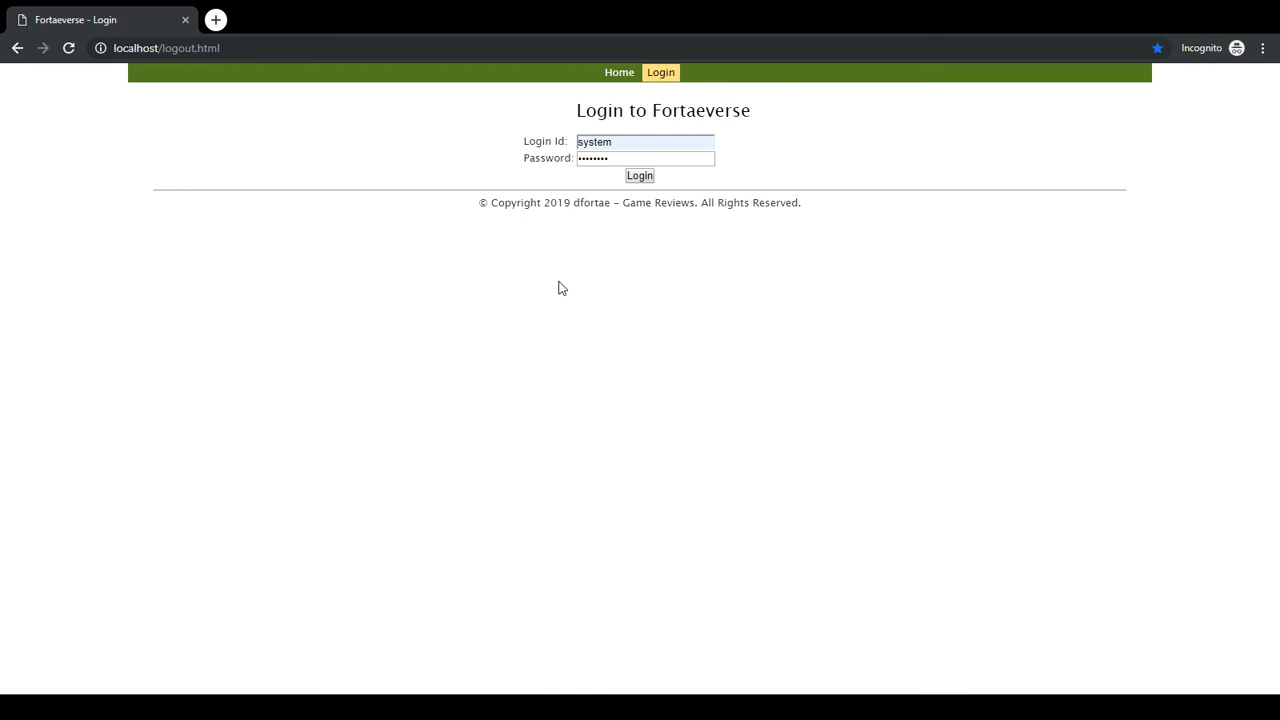 Fortaeverse - Login
localhost/logout.html
Incognito
Home Login
Login to Fortaeverse
Login Id: system
Password: ••••••••
Login
© Copyright 2019 dfortae - Game Reviews. All Rights Reserved.